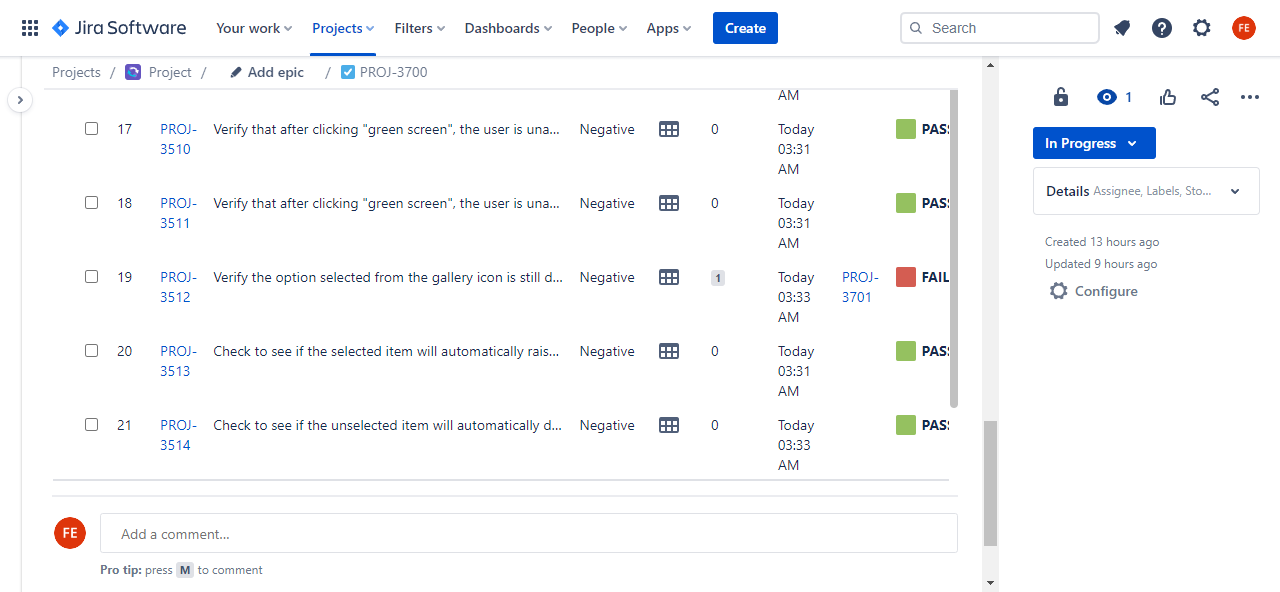 Jira Software Your work Projects Filters Dashboards People Apps Create Search FE
Projects / Project / Add epic / PROJ-3700
1
AM
17 PROJ-3510 Verify that after clicking "green screen", the user is una... Negative 0 Today 03:31 AM PASS
18 PROJ-3511 Verify that after clicking "green screen", the user is una... Negative 0 Today 03:31 AM PASS
19 PROJ-3512 Verify the option selected from the gallery icon is still d... Negative 1 Today 03:33 AM PROJ-3701 FAIL
20 PROJ-3513 Check to see if the selected item will automatically rais... Negative 0 Today 03:31 AM PASS
21 PROJ-3514 Check to see if the unselected item will automatically d... Negative 0 Today 03:33 AM PASS
In Progress
Details Assignee, Labels, Sto...
Created 13 hours ago
Updated 9 hours ago
Configure
FE Add a comment...
Pro tip: press M to comment